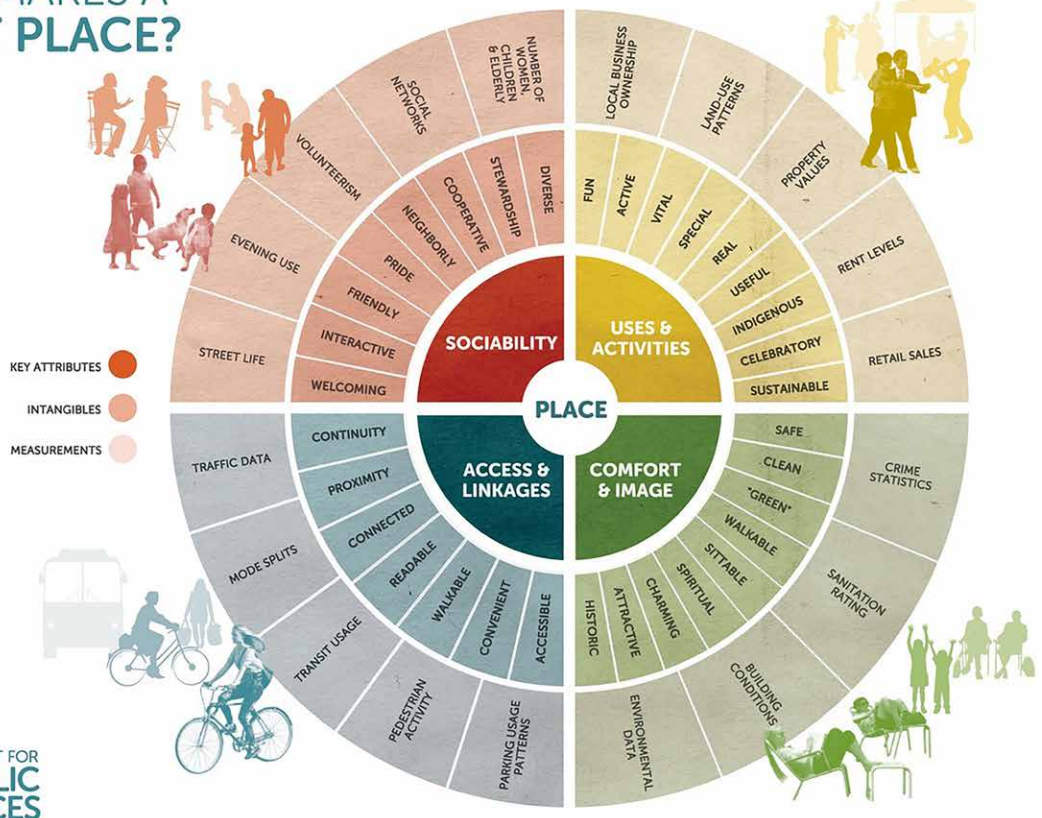 MAKES A
PLACE?
KEY ATTRIBUTES
INTANGIBLES
MEASUREMENTS
PLACE
SOCIABILITY
USES &
ACTIVITIES
ACCESS &
LINKAGES
COMFORT
& IMAGE
WELCOMING
INTERACTIVE
FRIENDLY
PRIDE
NEIGHBORLY
COOPERATIVE
STEWARDSHIP
DIVERSE
FUN
ACTIVE
VITAL
SPECIAL
REAL
USEFUL
INDIGENOUS
CELEBRATORY
SUSTAINABLE
SAFE
CLEAN
"GREEN"
WALKABLE
SITTABLE
SPIRITUAL
CHARMING
ATTRACTIVE
HISTORIC
ACCESSIBLE
CONVENIENT
WALKABLE
READABLE
CONNECTED
PROXIMITY
CONTINUITY
STREET LIFE
EVENING USE
VOLUNTEERISM
SOCIAL
NETWORKS
NUMBER OF
WOMEN,
CHILDREN
& ELDERLY
LOCAL BUSINESS
OWNERSHIP
LAND-USE
PATTERNS
PROPERTY
VALUES
RENT LEVELS
RETAIL SALES
CRIME
STATISTICS
SANITATION
RATING
BUILDING
CONDITIONS
ENVIRONMENTAL
DATA
PARKING USAGE
PATTERNS
PEDESTRIAN
ACTIVITY
TRANSIT USAGE
MODE SPLITS
TRAFFIC DATA
T FOR
LIC
CES